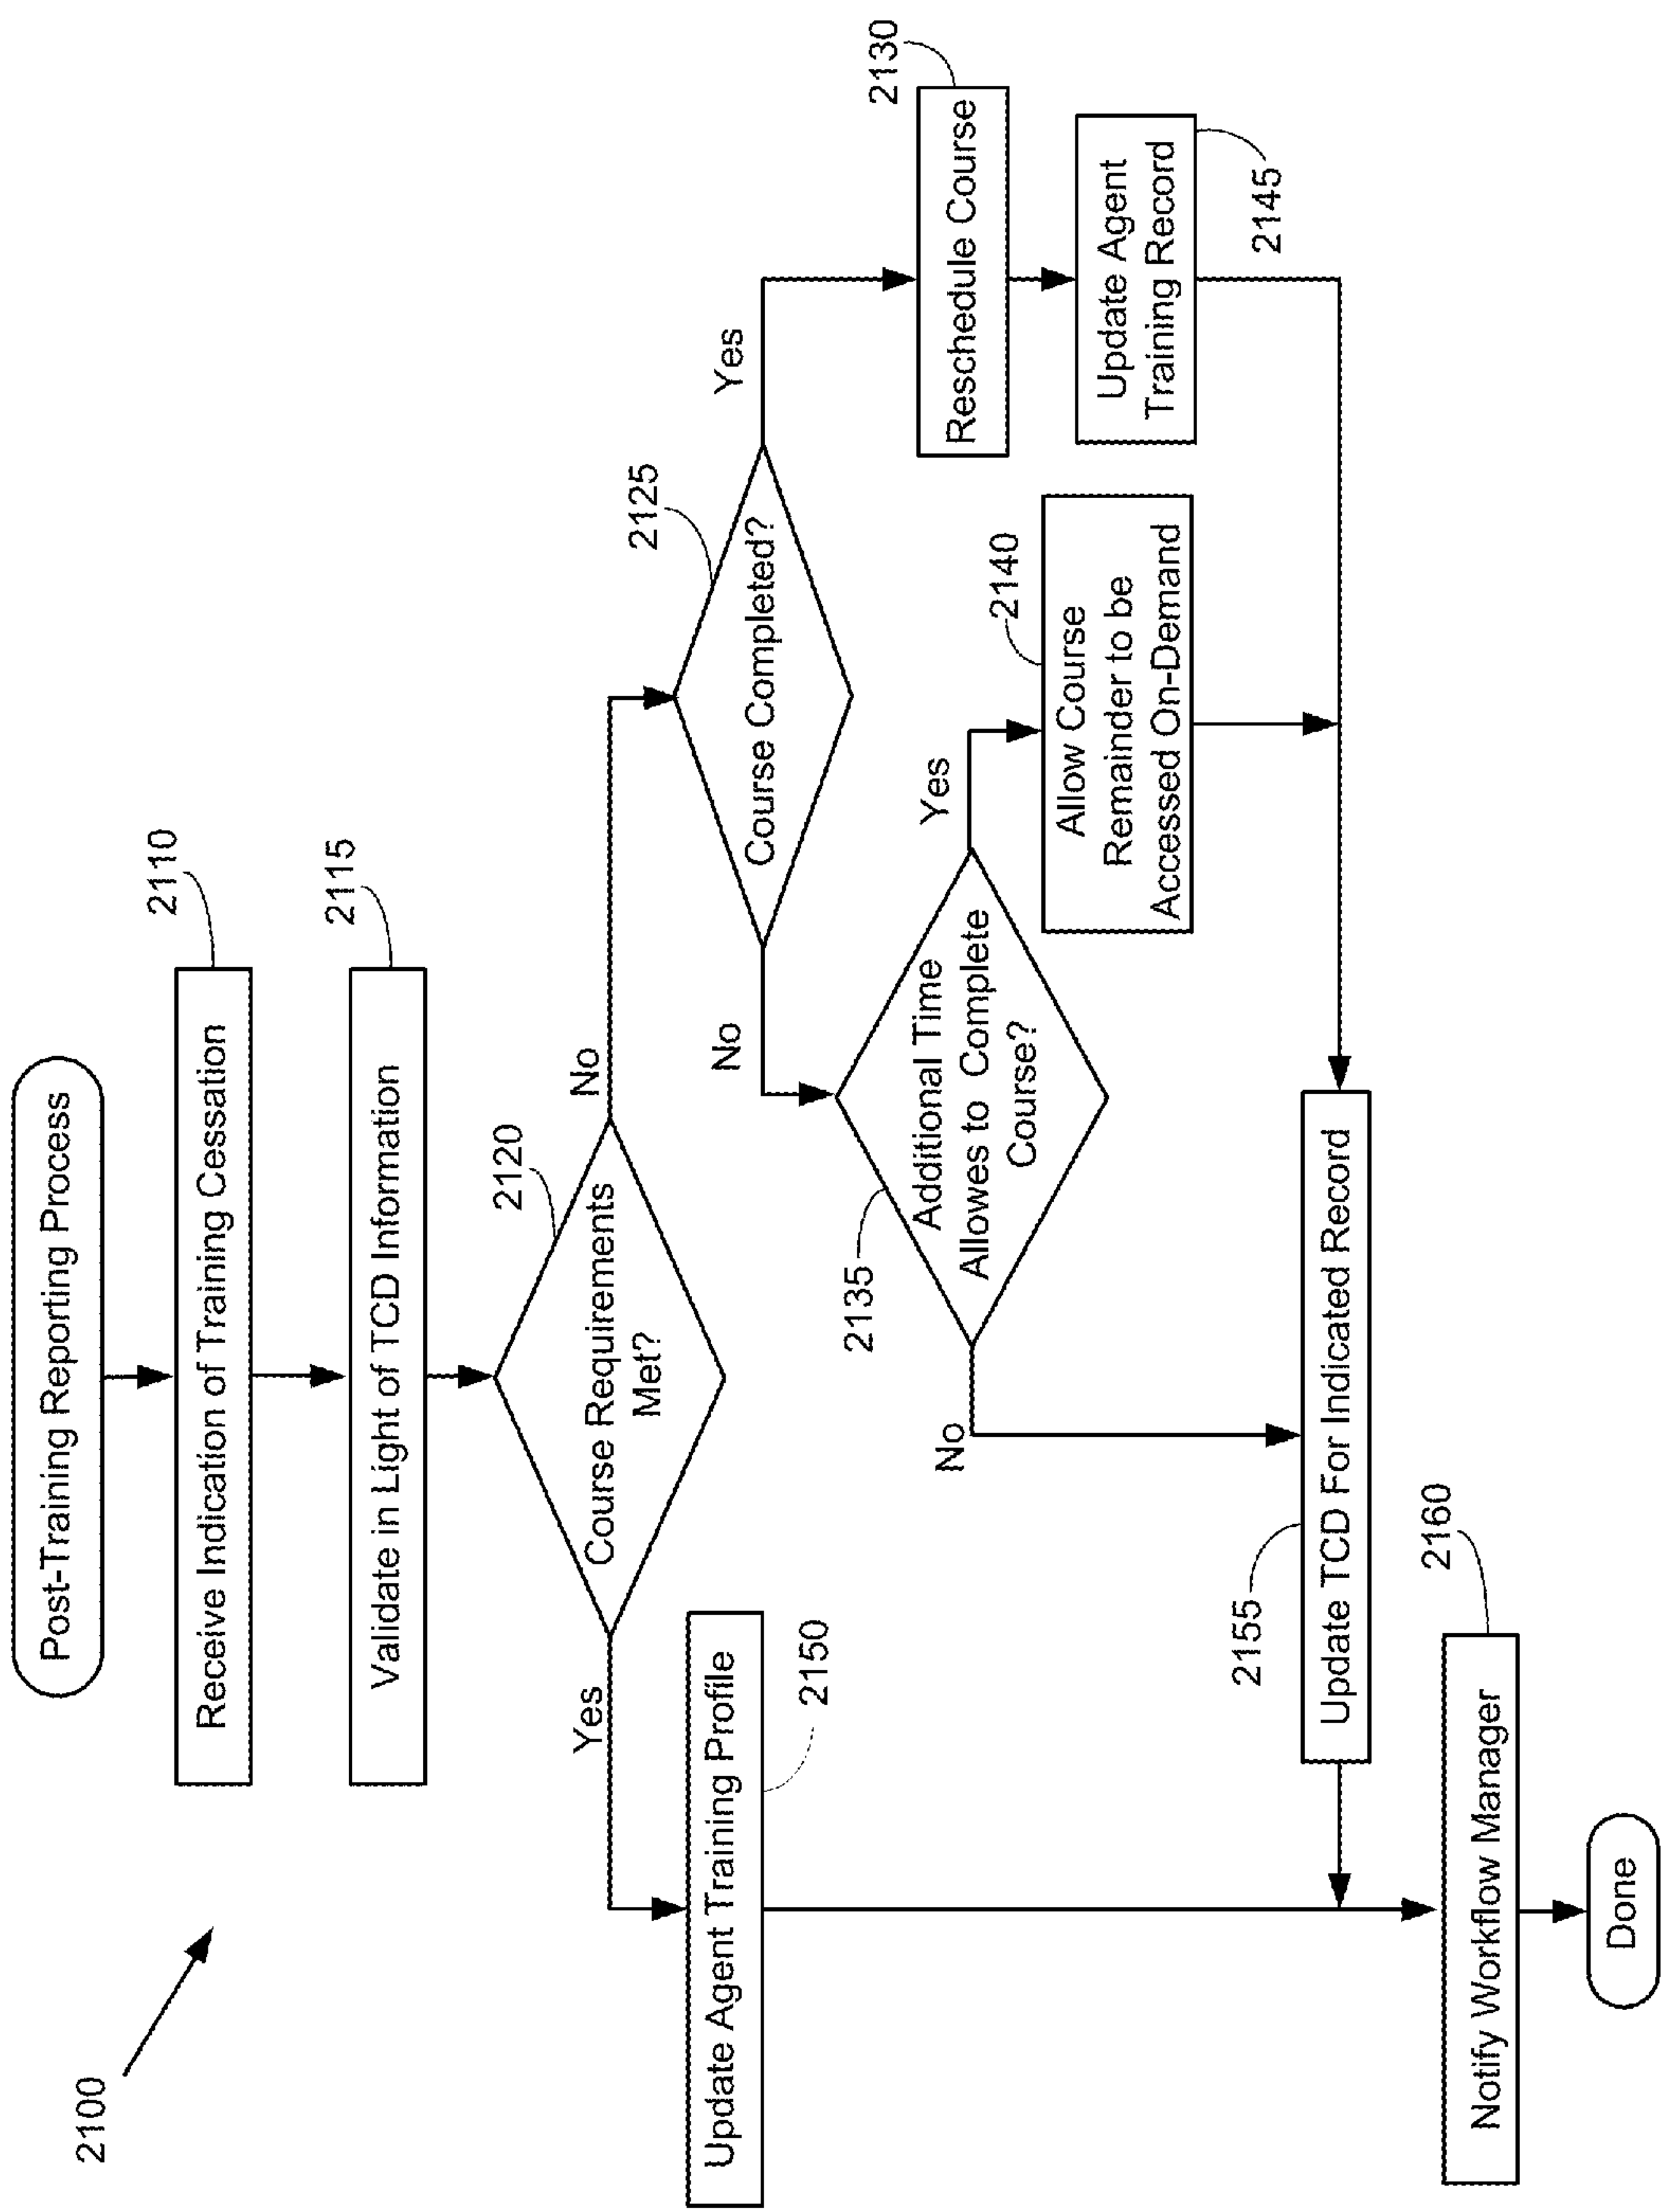 2100
Post-Training Reporting Process
Receive Indication of Training Cessation
2110
Validate in Light of TCD Information
2115
Course Requirements
Met?
2120
Yes
No
Update Agent Training Profile
2150
Course Completed?
2125
No
Yes
Additional Time
Allowes to Complete
Course?
2135
No
Yes
Reschedule Course
2130
Allow Course
Remainder to be
Accessed On-Demand
2140
Update Agent
Training Record
2145
Update TCD For Indicated Record
2155
Notify Workflow Manager
2160
Done